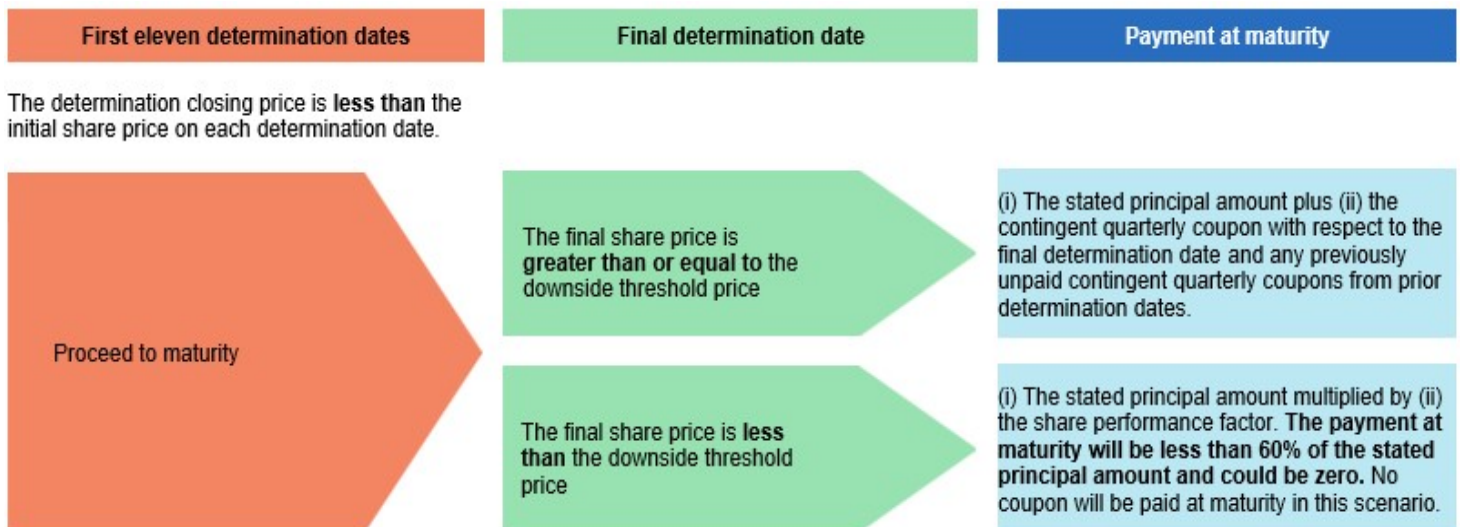 First eleven determination dates
Final determination date
Payment at maturity
The determination closing price is less than the
initial share price on each determination date.
Proceed to maturity
The final share price is
greater than or equal to the
downside threshold price
(i) The stated principal amount plus (ii) the
contingent quarterly coupon with respect to the
final determination date and any previously
unpaid contingent quarterly coupons from prior
determination dates.
The final share price is less
than the downside threshold
price
(i) The stated principal amount multiplied by (ii)
the share performance factor. The payment at
maturity will be less than 60% of the stated
principal amount and could be zero. No
coupon will be paid at maturity in this scenario.